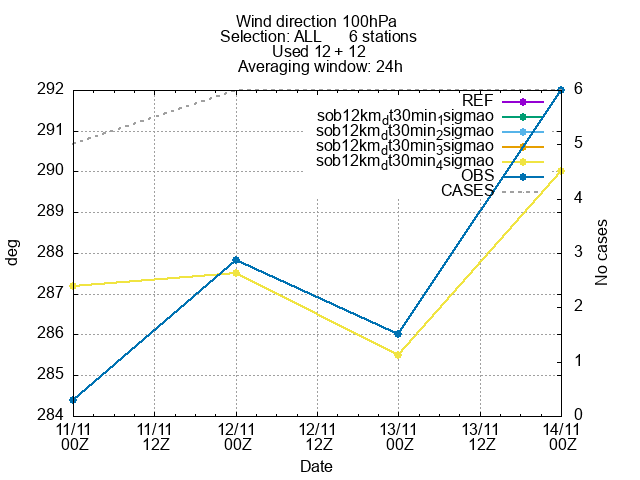 Wind direction 100hPa
Selection: ALL 6 stations
Used 12 + 12
Averaging window: 24h
292
291
290
289
288
287
286
285
284
6
5
4
3
2
1
0
REF
sob12km_dt30min_1sigmao
sob12km_dt30min_2sigmao
sob12km_dt30min_3sigmao
sob12km_dt30min_4sigmao
OBS
CASES
deg
No cases
11/11 11/11 12/11 12/11 13/11 13/11 14/11
00Z 12Z 00Z 12Z 00Z 12Z 00Z
Date